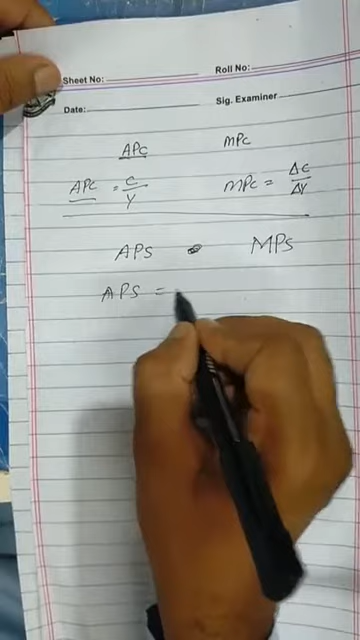 Sheet No: Roll No:
Date: Sig. Examiner
APC MPC
APC = C/Y MPC = ΔC/ΔY
APS MPS
APS =